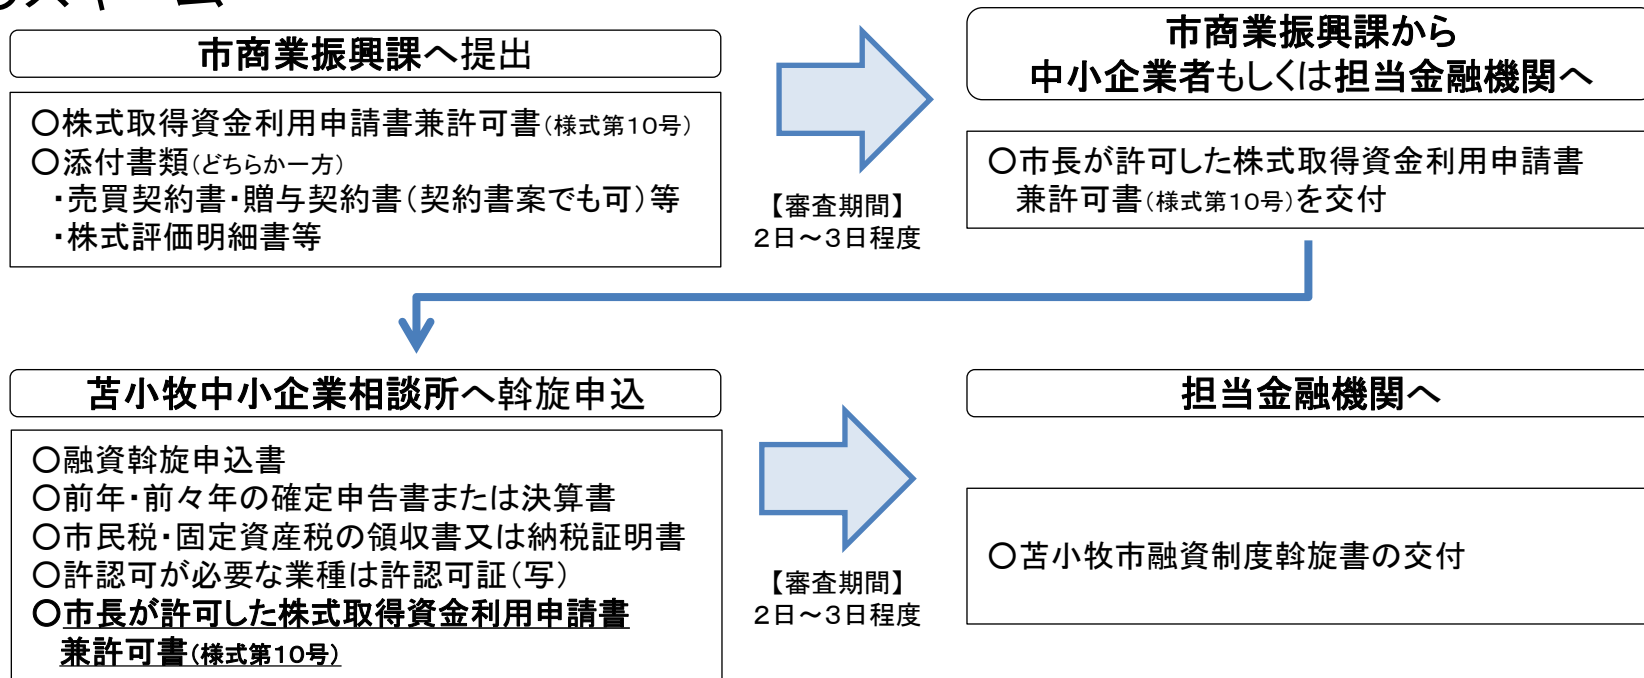 スキーム
市商業振興課へ提出
○株式取得資金利用申請書兼許可書(様式第10号)
○添付書類(どちらか一方)
・売買契約書・贈与契約書(契約書案でも可)等
・株式評価明細書等
【審査期間】
2日～3日程度
市商業振興課から
中小企業者もしくは担当金融機関へ
○市長が許可した株式取得資金利用申請書
兼許可書(様式第10号)を交付
苫小牧中小企業相談所へ斡旋申込
○融資斡旋申込書
○前年・前々年の確定申告書または決算書
○市民税・固定資産税の領収書又は納税証明書
○許認可が必要な業種は許認可証(写)
○市長が許可した株式取得資金利用申請書
兼許可書(様式第10号)
【審査期間】
2日～3日程度
担当金融機関へ
○苫小牧市融資制度斡旋書の交付